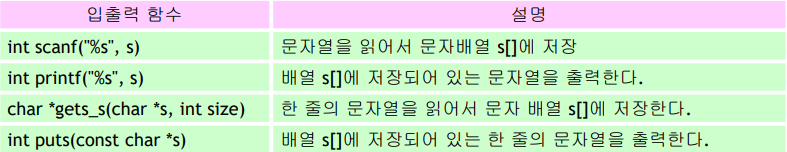 입출력 함수 설명
int scanf("%s", s) 문자열을 읽어서 문자배열 s[]에 저장
int printf("%s", s) 배열 s[]에 저장되어 있는 문자열을 출력한다.
char *gets_s(char *s, int size) 한 줄의 문자열을 읽어서 문자 배열 s[]에 저장한다.
int puts(const char *s) 배열 s[]에 저장되어 있는 한 줄의 문자열을 출력한다.